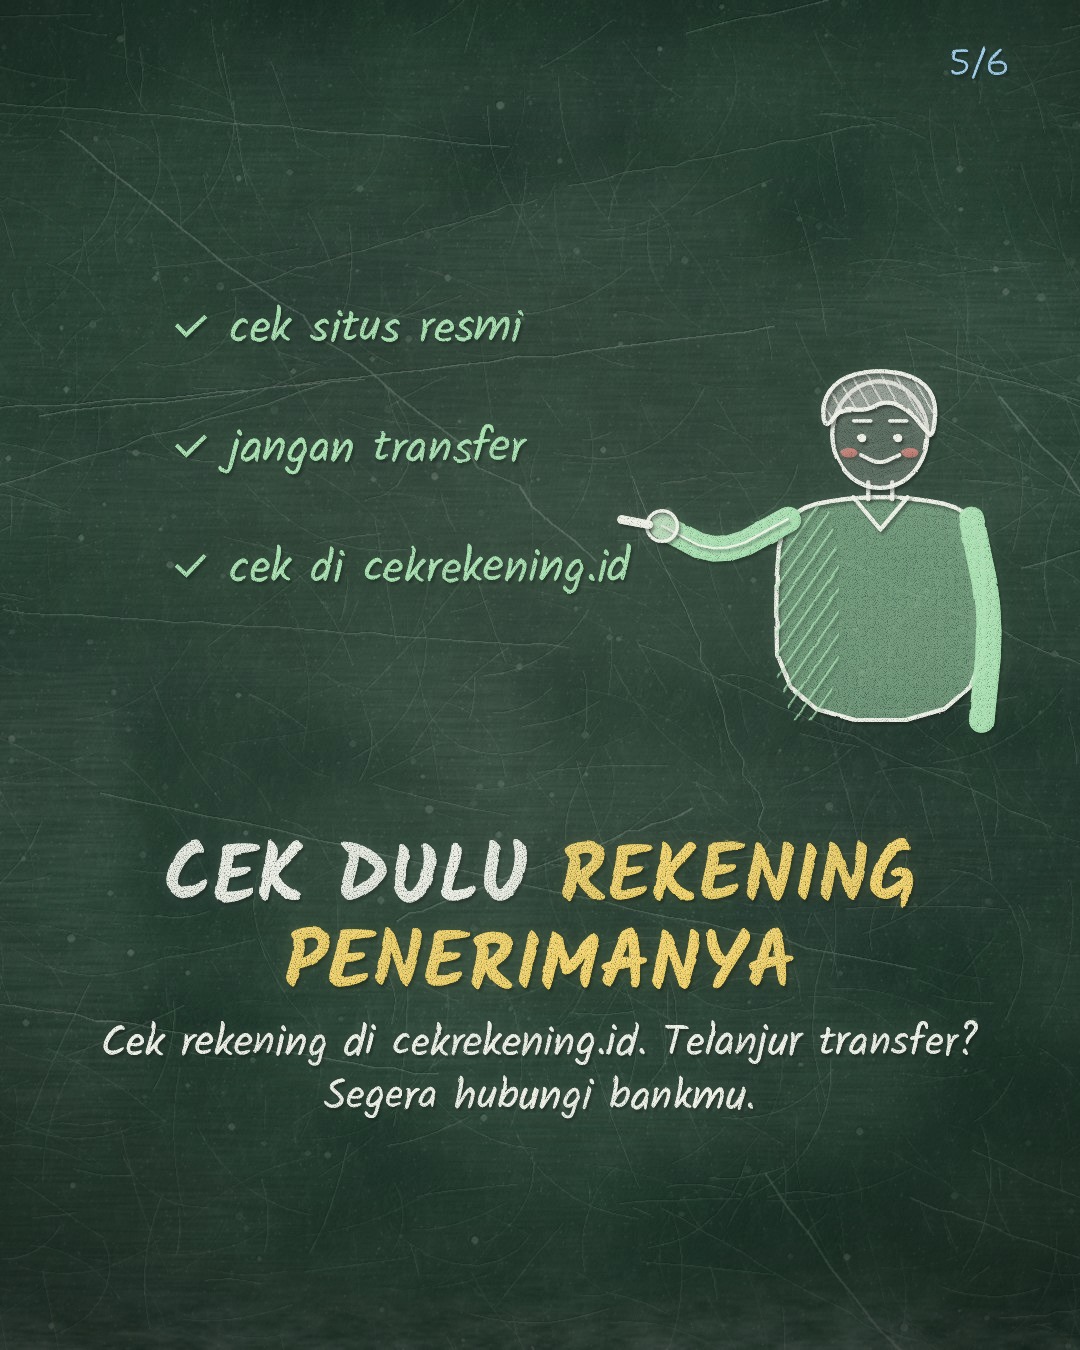 5/6
✓ cek situs resmi
✓ jangan transfer
✓ cek di cekrekening.id
CEK DULU REKENING
PENERIMANYA
Cek rekening di cekrekening.id. Telanjur transfer?
Segera hubungi bankmu.